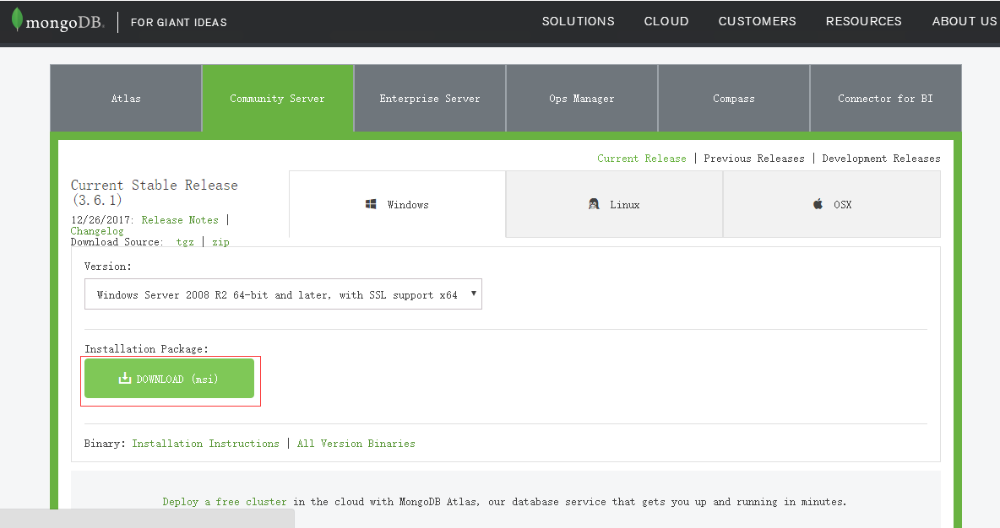 mongoDB. FOR GIANT IDEAS SOLUTIONS CLOUD CUSTOMERS RESOURCES ABOUT US
Atlas Community Server Enterprise Server Ops Manager Compass Connector for BI
Current Release | Previous Releases | Development Releases
Current Stable Release
(3.6.1)
12/26/2017: Release Notes |
Changelog
Download Source: tgz | zip
Windows Linux OSX
Version:
Windows Server 2008 R2 64-bit and later, with SSL support x64
Installation Package:
DOWNLOAD (msi)
Binary: Installation Instructions | All Version Binaries
Deploy a free cluster in the cloud with MongoDB Atlas, our database service that gets you up and running in minutes.